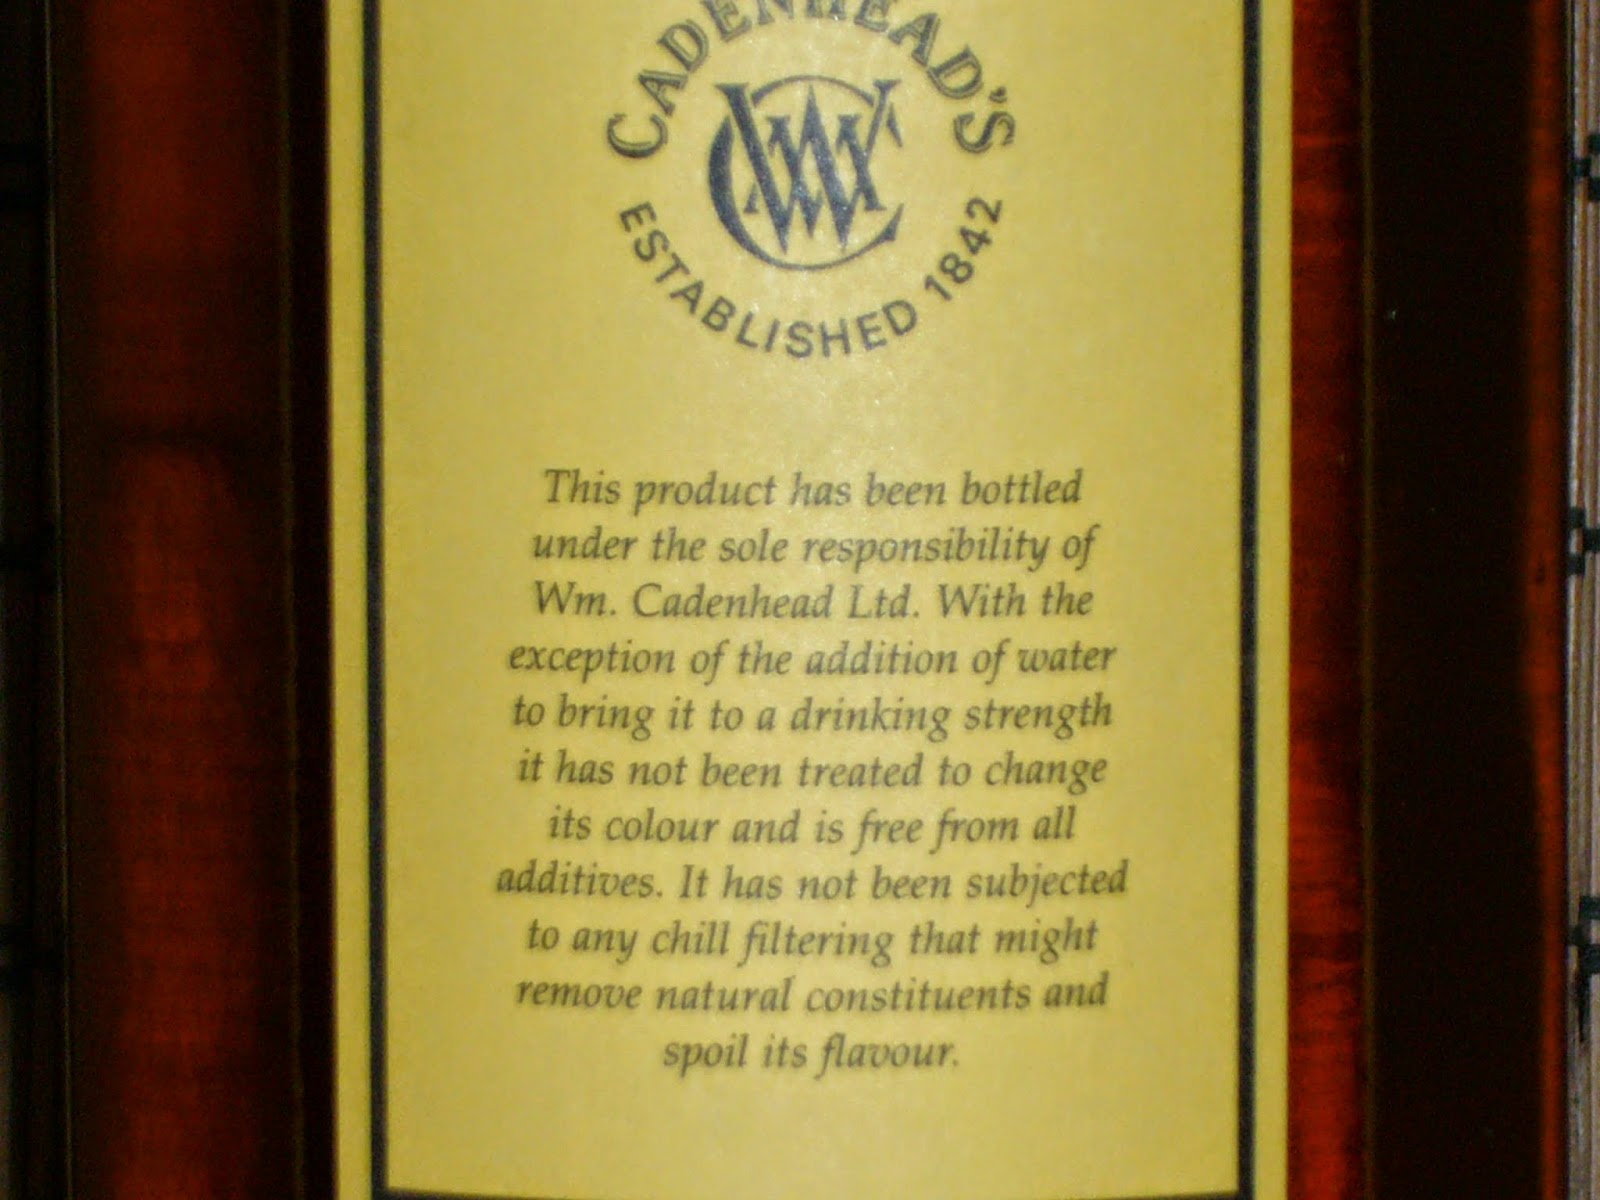 CADENHEAD'S
WC
ESTABLISHED 1842
This product has been bottled
under the sole responsibility of
Wm. Cadenhead Ltd. With the
exception of the addition of water
to bring it to a drinking strength
it has not been treated to change
its colour and is free from all
additives. It has not been subjected
to any chill filtering that might
remove natural constituents and
spoil its flavour.